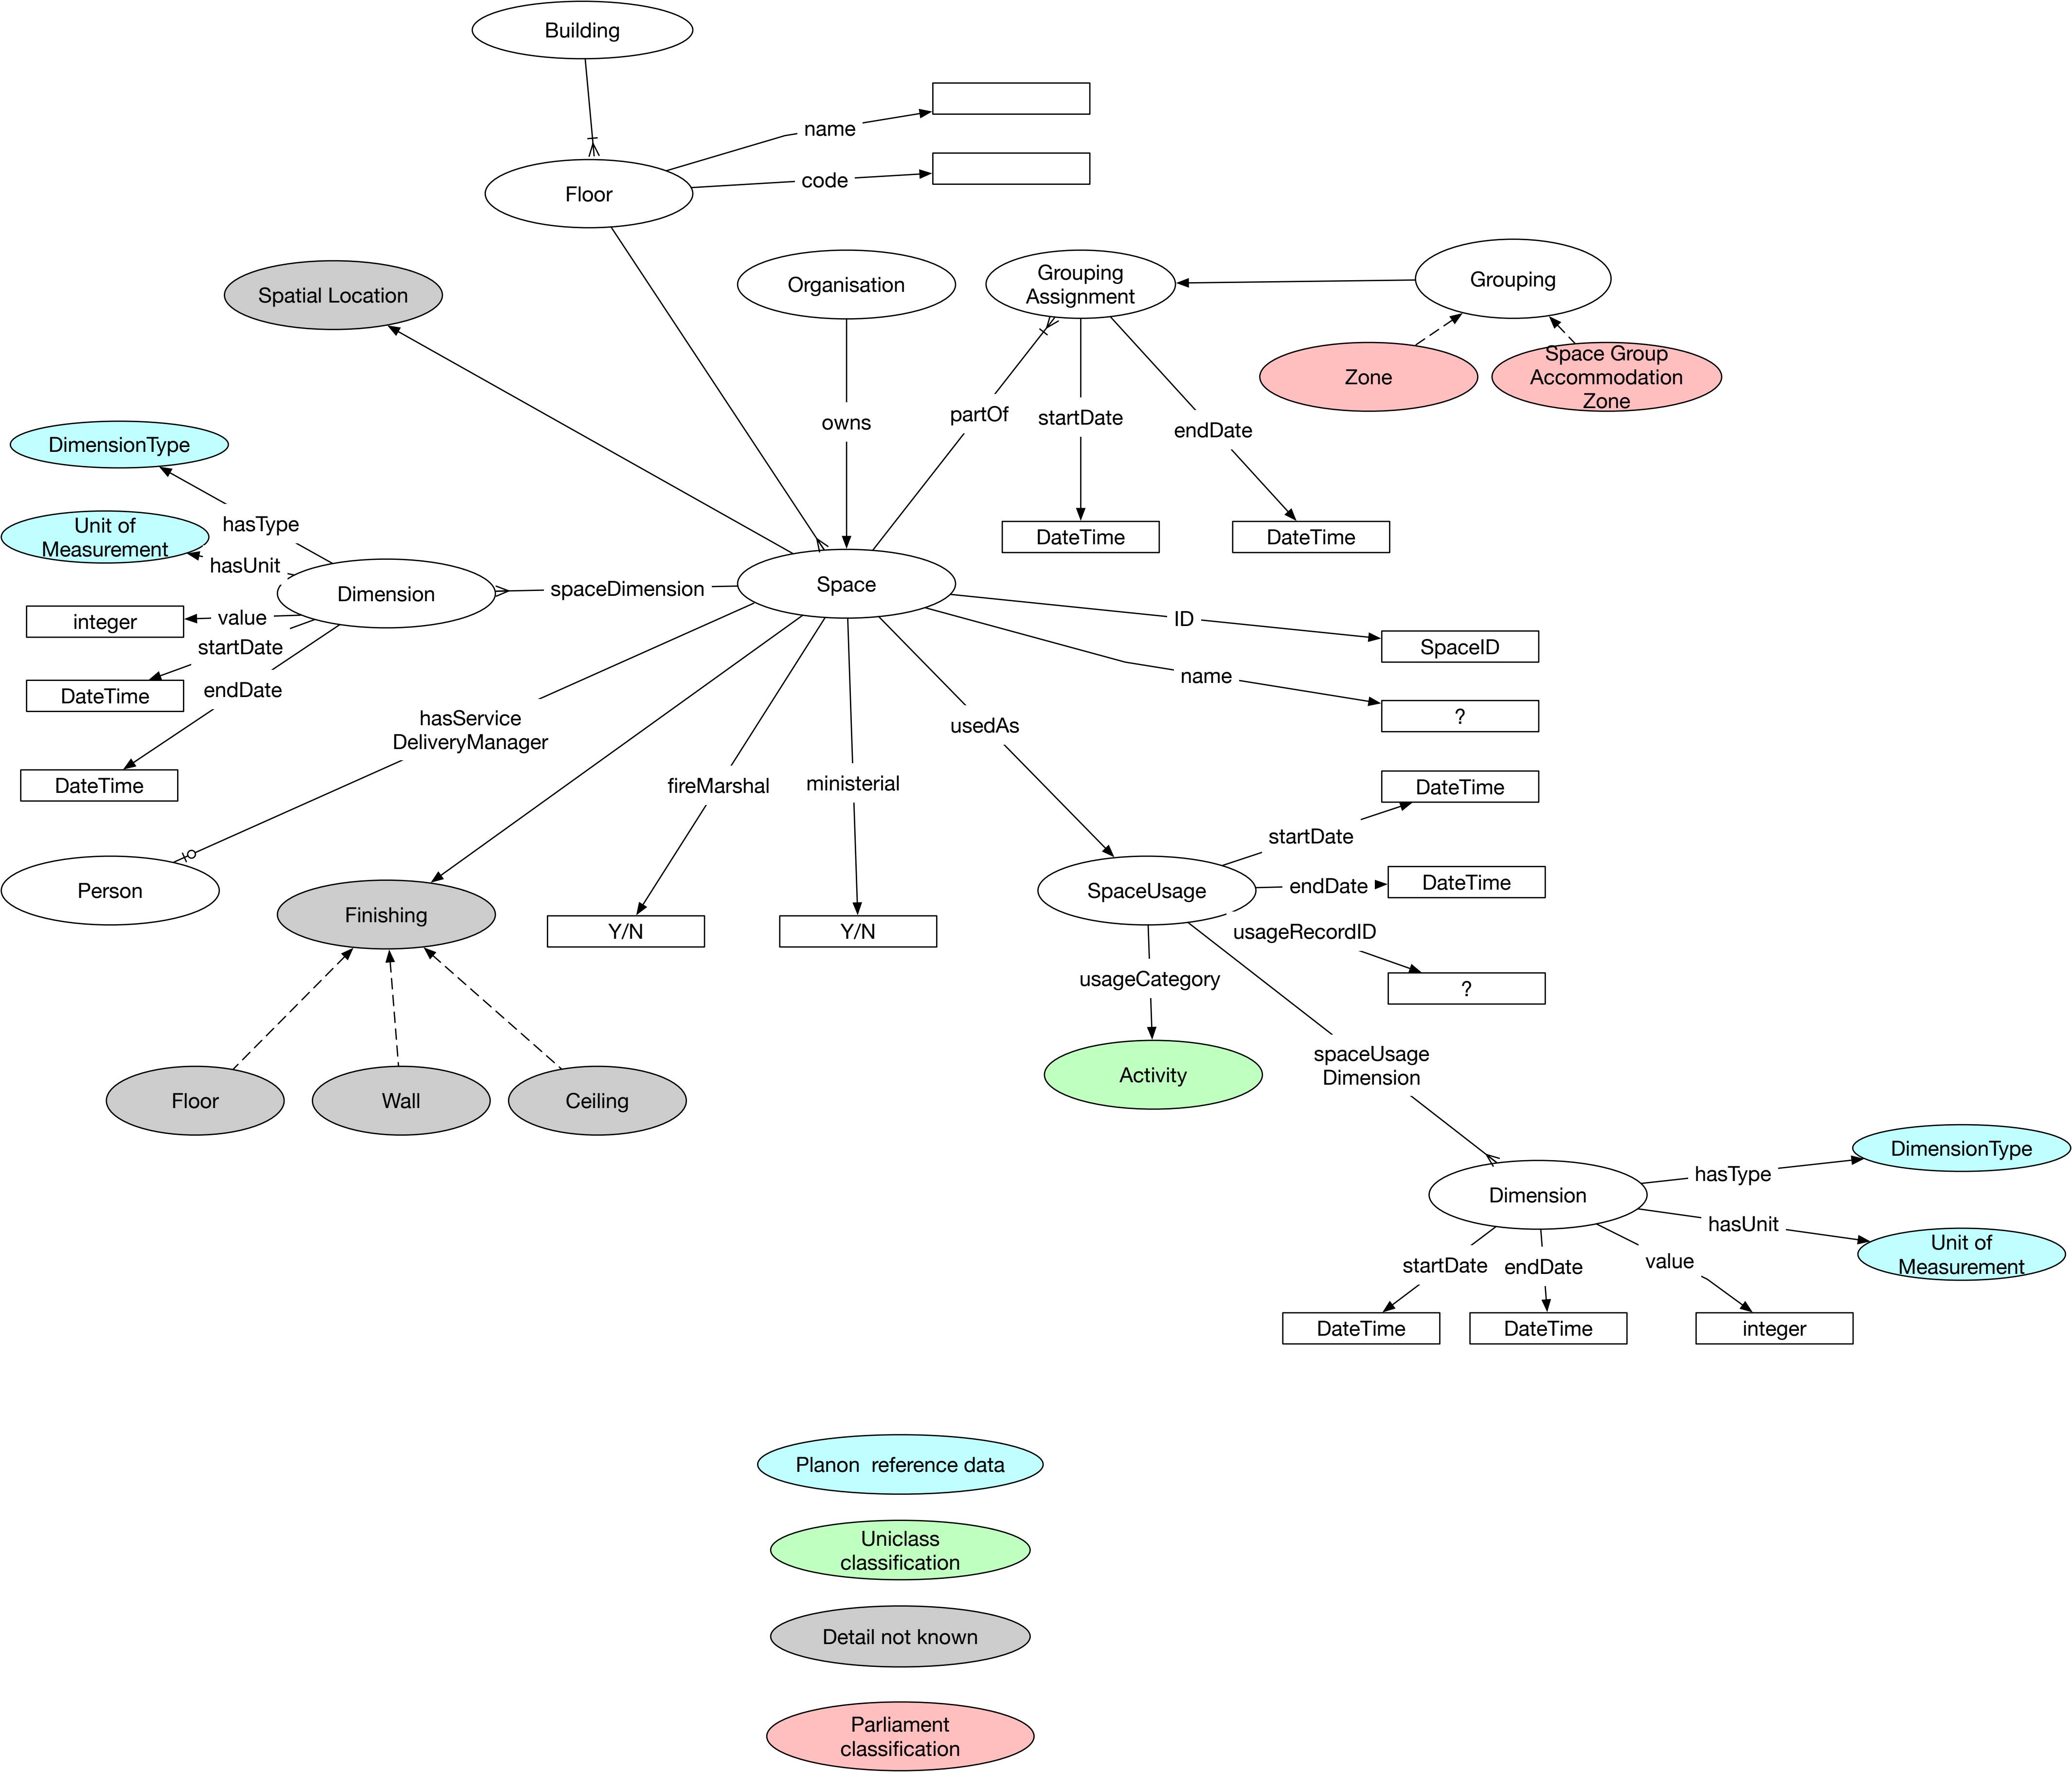 Building
name
code
Floor
Spatial Location
Organisation
Grouping
Assignment
Grouping
Zone
Space Group
Accommodation
Zone
owns
partOf
startDate
endDate
DateTime
DateTime
DimensionType
hasType
Unit of
Measurement
hasUnit
Dimension
spaceDimension
Space
integer
value
startDate
DateTime
endDate
DateTime
ID
SpaceID
name
?
hasService
DeliveryManager
Person
fireMarshal
ministerial
usedAs
Finishing
Y/N
Y/N
SpaceUsage
startDate
DateTime
endDate
DateTime
usageRecordID
?
usageCategory
Activity
Floor
Wall
Ceiling
spaceUsage
Dimension
Dimension
hasType
DimensionType
hasUnit
Unit of
Measurement
startDate
endDate
value
DateTime
DateTime
integer
Planon  reference data
Uniclass
classification
Detail not known
Parliament
classification